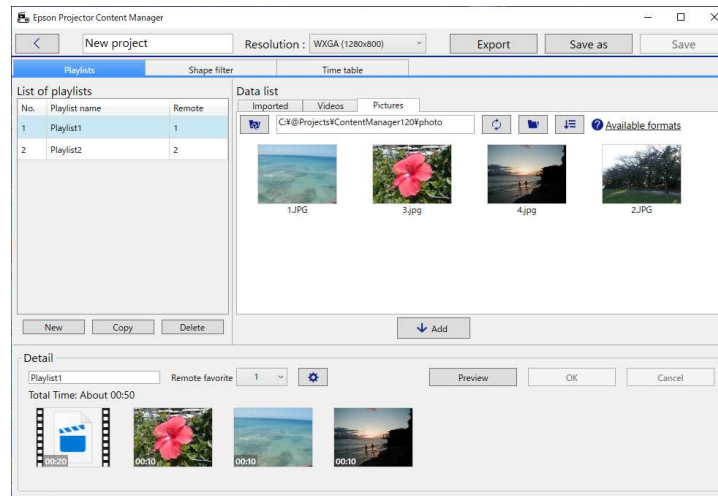 Epson Projector Content Manager
New project
Resolution : WXGA (1280x800)
Export
Save as
Save
Playlists
Shape filter
Time table
List of playlists
No. Playlist name Remote
1 Playlist1 1
2 Playlist2 2
New
Copy
Delete
Data list
Imported
Videos
Pictures
C:¥@Projects¥ContentManager120¥photo
? Available formats
1.JPG
3.jpg
4.jpg
2.JPG
Add
Detail
Playlist1
Remote favorite 1
Preview
OK
Cancel
Total Time: About 00:50
00:20
00:10
00:10
00:10